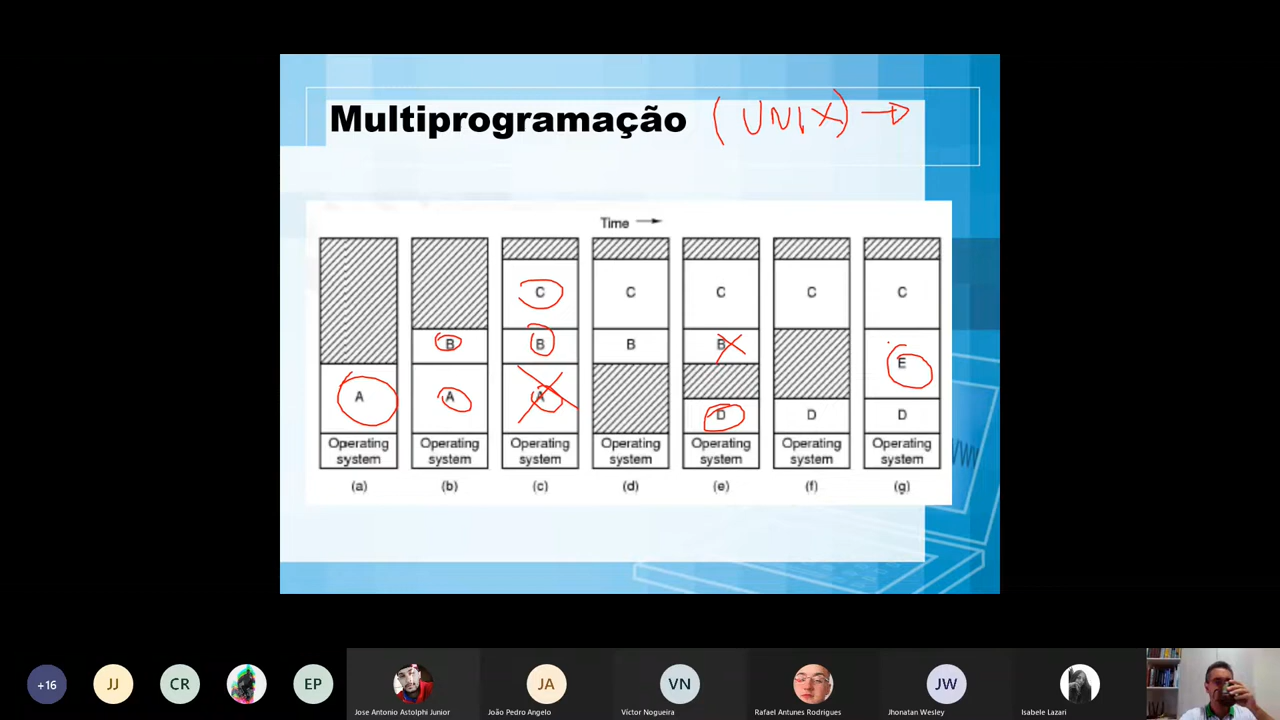 Multiprogramação (UNIX) →
Time →
C C C C C
B B B B E
A A A D D D
Operating system Operating system Operating system Operating system Operating system Operating system Operating system
(a) (b) (c) (d) (e) (f) (g)
WW
+16 JJ CR EP JA VN JW
Jose Antonio Astolphi Junior João Pedro Angelo Víctor Nogueira Rafael Antunes Rodrigues Jhonatan Wesley Isabele Lazari